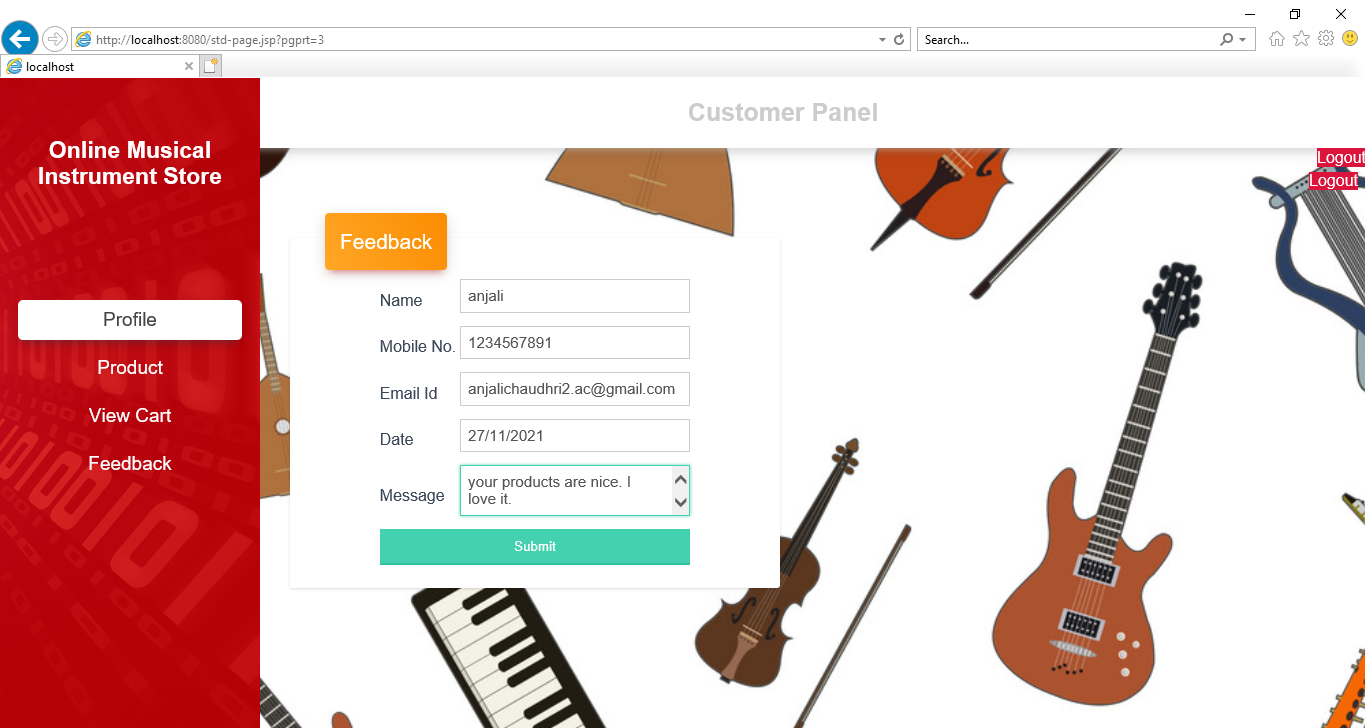 http://localhost:8080/std-page.jsp?pgprt=3
Search...
localhost
Customer Panel
Online Musical
Instrument Store
Logout
Logout
Profile
Product
View Cart
Feedback
Feedback
Name
anjali
Mobile No.
1234567891
Email Id
anjalichaudhri2.ac@gmail.com
Date
27/11/2021
Message
your products are nice. I
love it.
Submit